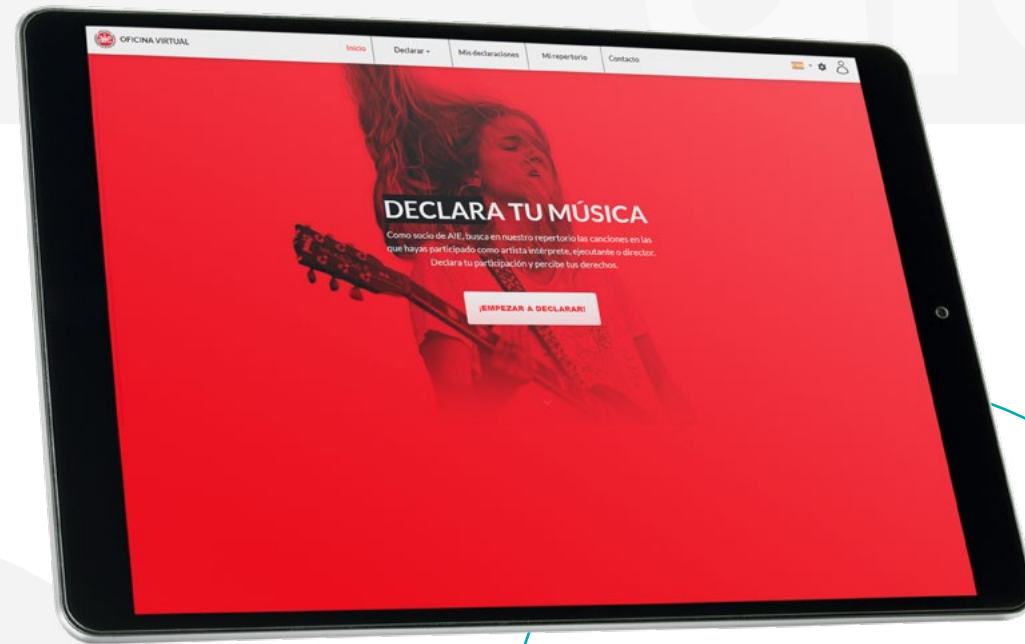 OFICINA VIRTUAL
Inicio
Declarar
Mis declaraciones
Mi repertorio
Contacto
DECLARA TU MÚSICA
Como socio de AIE, busca en nuestro repertorio las canciones en las
que hayas participado como artista intérprete, ejecutante o director.
Declara tu participación y percibe tus derechos.
¡EMPEZAR A DECLARAR!